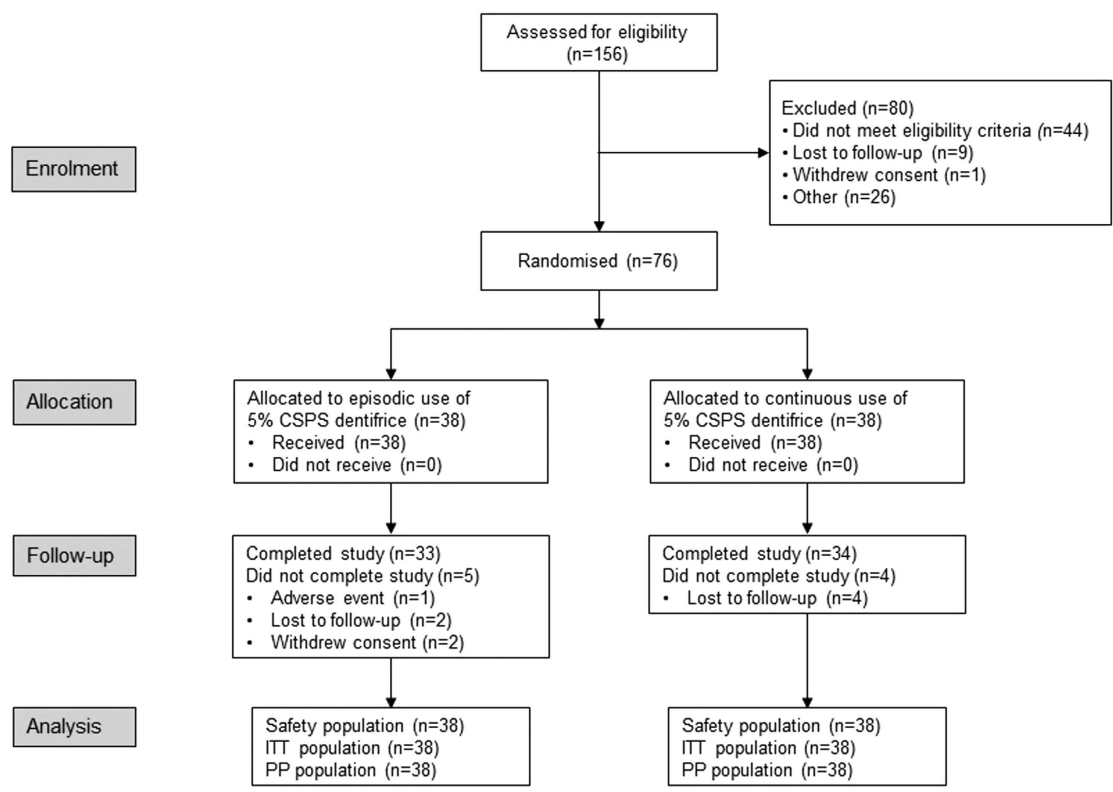 Assessed for eligibility
(n=156)
Excluded (n=80)
• Did not meet eligibility criteria (n=44)
• Lost to follow-up (n=9)
• Withdrew consent (n=1)
• Other (n=26)
Enrolment
Randomised (n=76)
Allocation
Allocated to episodic use of
5% CSPS dentifrice (n=38)
• Received (n=38)
• Did not receive (n=0)
Allocated to continuous use of
5% CSPS dentifrice (n=38)
• Received (n=38)
• Did not receive (n=0)
Follow-up
Completed study (n=33)
Did not complete study (n=5)
• Adverse event (n=1)
• Lost to follow-up (n=2)
• Withdrew consent (n=2)
Completed study (n=34)
Did not complete study (n=4)
• Lost to follow-up (n=4)
Analysis
Safety population (n=38)
ITT population (n=38)
PP population (n=38)
Safety population (n=38)
ITT population (n=38)
PP population (n=38)